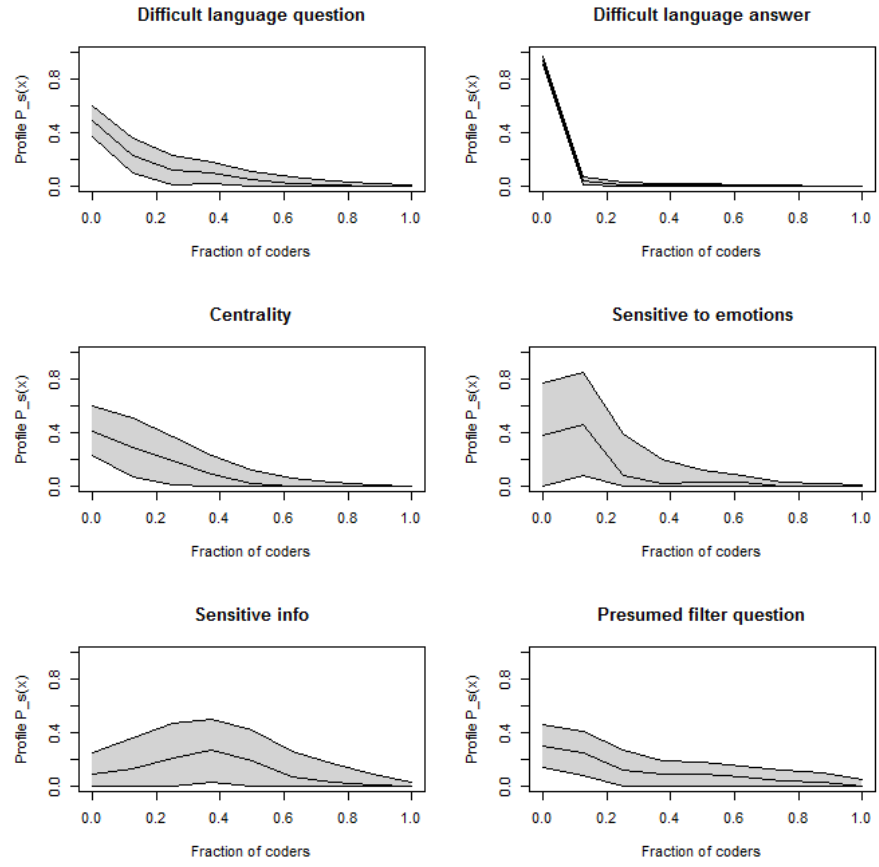 Difficult language question
Profile P_s(x)
0.0 0.4 0.8
0.0 0.2 0.4 0.6 0.8 1.0
Fraction of coders
Difficult language answer
Profile P_s(x)
0.0 0.4 0.8
0.0 0.2 0.4 0.6 0.8 1.0
Fraction of coders
Centrality
Profile P_s(x)
0.0 0.4 0.8
0.0 0.2 0.4 0.6 0.8 1.0
Fraction of coders
Sensitive to emotions
Profile P_s(x)
0.0 0.4 0.8
0.0 0.2 0.4 0.6 0.8 1.0
Fraction of coders
Sensitive info
Profile P_s(x)
0.0 0.4 0.8
0.0 0.2 0.4 0.6 0.8 1.0
Fraction of coders
Presumed filter question
Profile P_s(x)
0.0 0.4 0.8
0.0 0.2 0.4 0.6 0.8 1.0
Fraction of coders